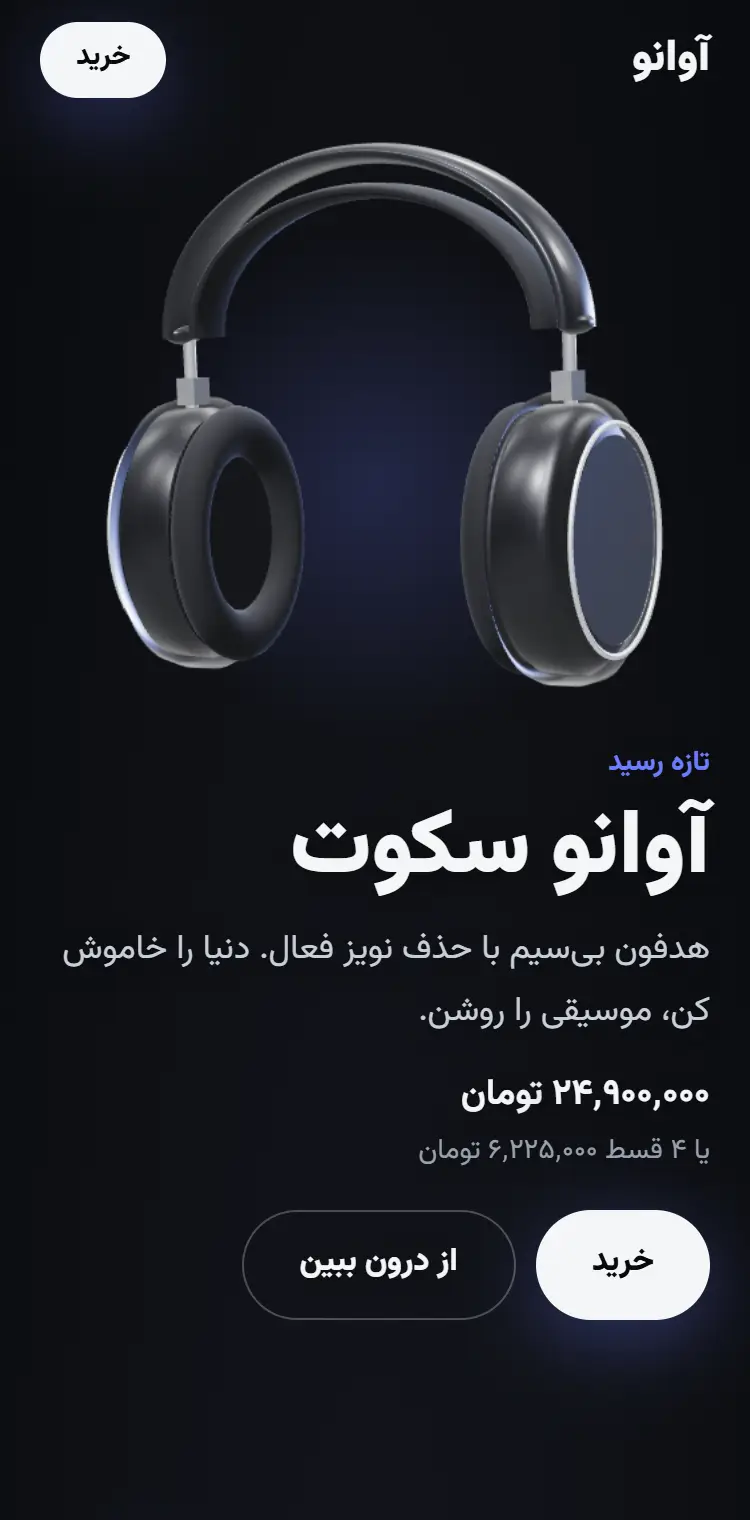 آوانو
خرید
تازه رسید
آوانو سکوت
هدفون بی‌سیم با حذف نویز فعال. دنیا را خاموش
کن، موسیقی را روشن.
۲۴,۹۰۰,۰۰۰ تومان
یا ۴ قسط ۶,۲۲۵,۰۰۰ تومان
خرید
از درون ببین